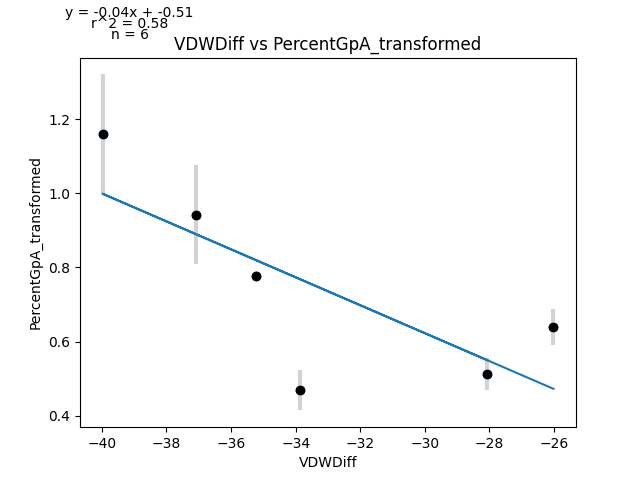 y = -0.04x + -0.51
r^2 = 0.58
n = 6
VDWDiff vs PercentGpA_transformed
PercentGpA_transformed
1.2
1.0
0.8
0.6
0.4
−40
−38
−36
−34
−32
−30
−28
−26
VDWDiff